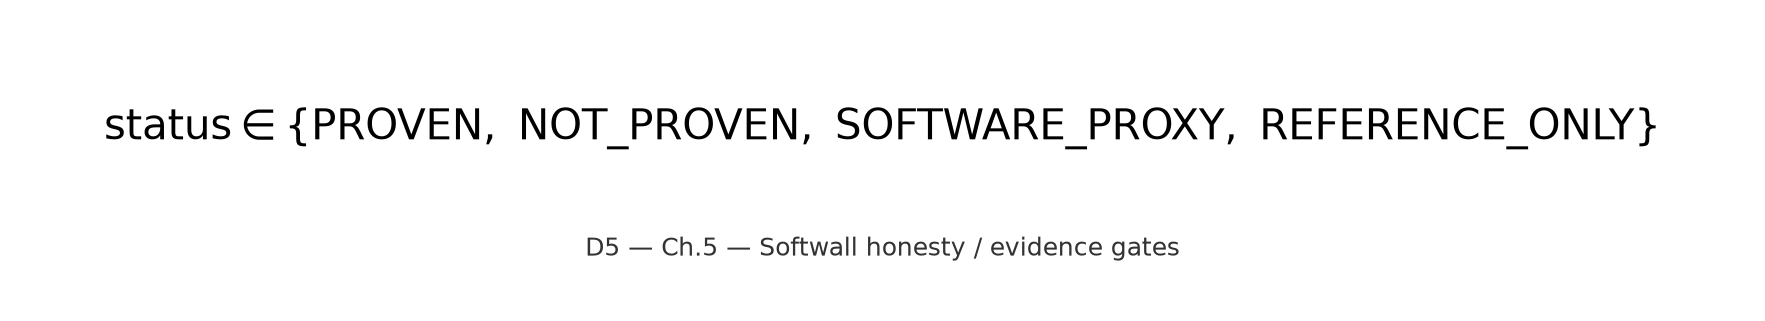 status ∈ {PROVEN, NOT_PROVEN, SOFTWARE_PROXY, REFERENCE_ONLY}
D5 — Ch.5 — Softwall honesty / evidence gates